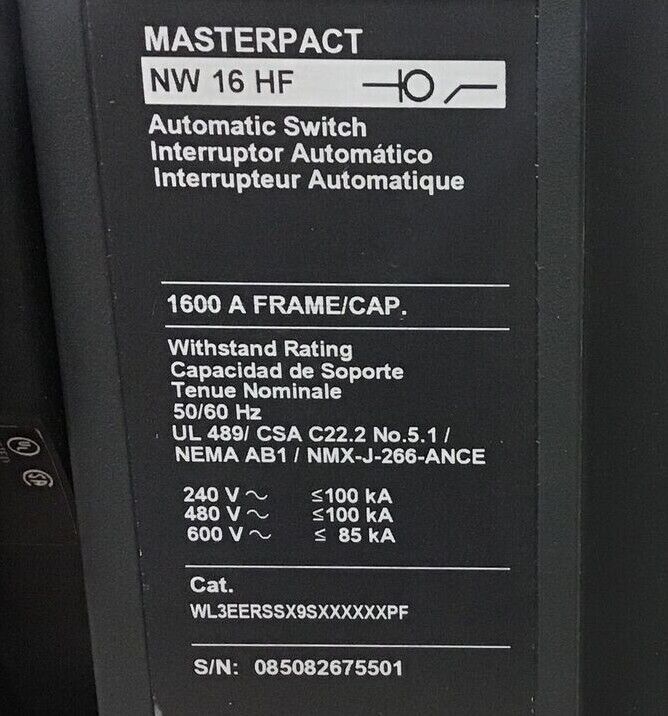 MASTERPACT
NW 16 HF
Automatic Switch
Interruptor Automático
Interrupteur Automatique
1600 A FRAME/CAP.
Withstand Rating
Capacidad de Soporte
Tenue Nominale
50/60 Hz
UL 489/ CSA C22.2 No.5.1 /
NEMA AB1 / NMX-J-266-ANCE
240 V ~ ≤100 kA
480 V ~ ≤100 kA
600 V ~ ≤ 85 kA
Cat.
WL3EERSSX9SXXXXXXPF
S/N: 085082675501